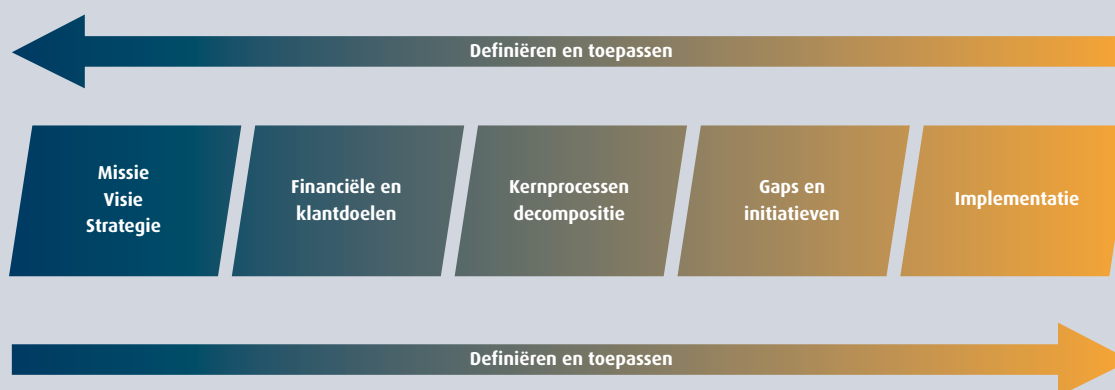 Definiëren en toepassen
Missie
Visie
Strategie
Financiële en
klantdoelen
Kernprocessen
decompositie
Gaps en
initiatieven
Implementatie
Definiëren en toepassen